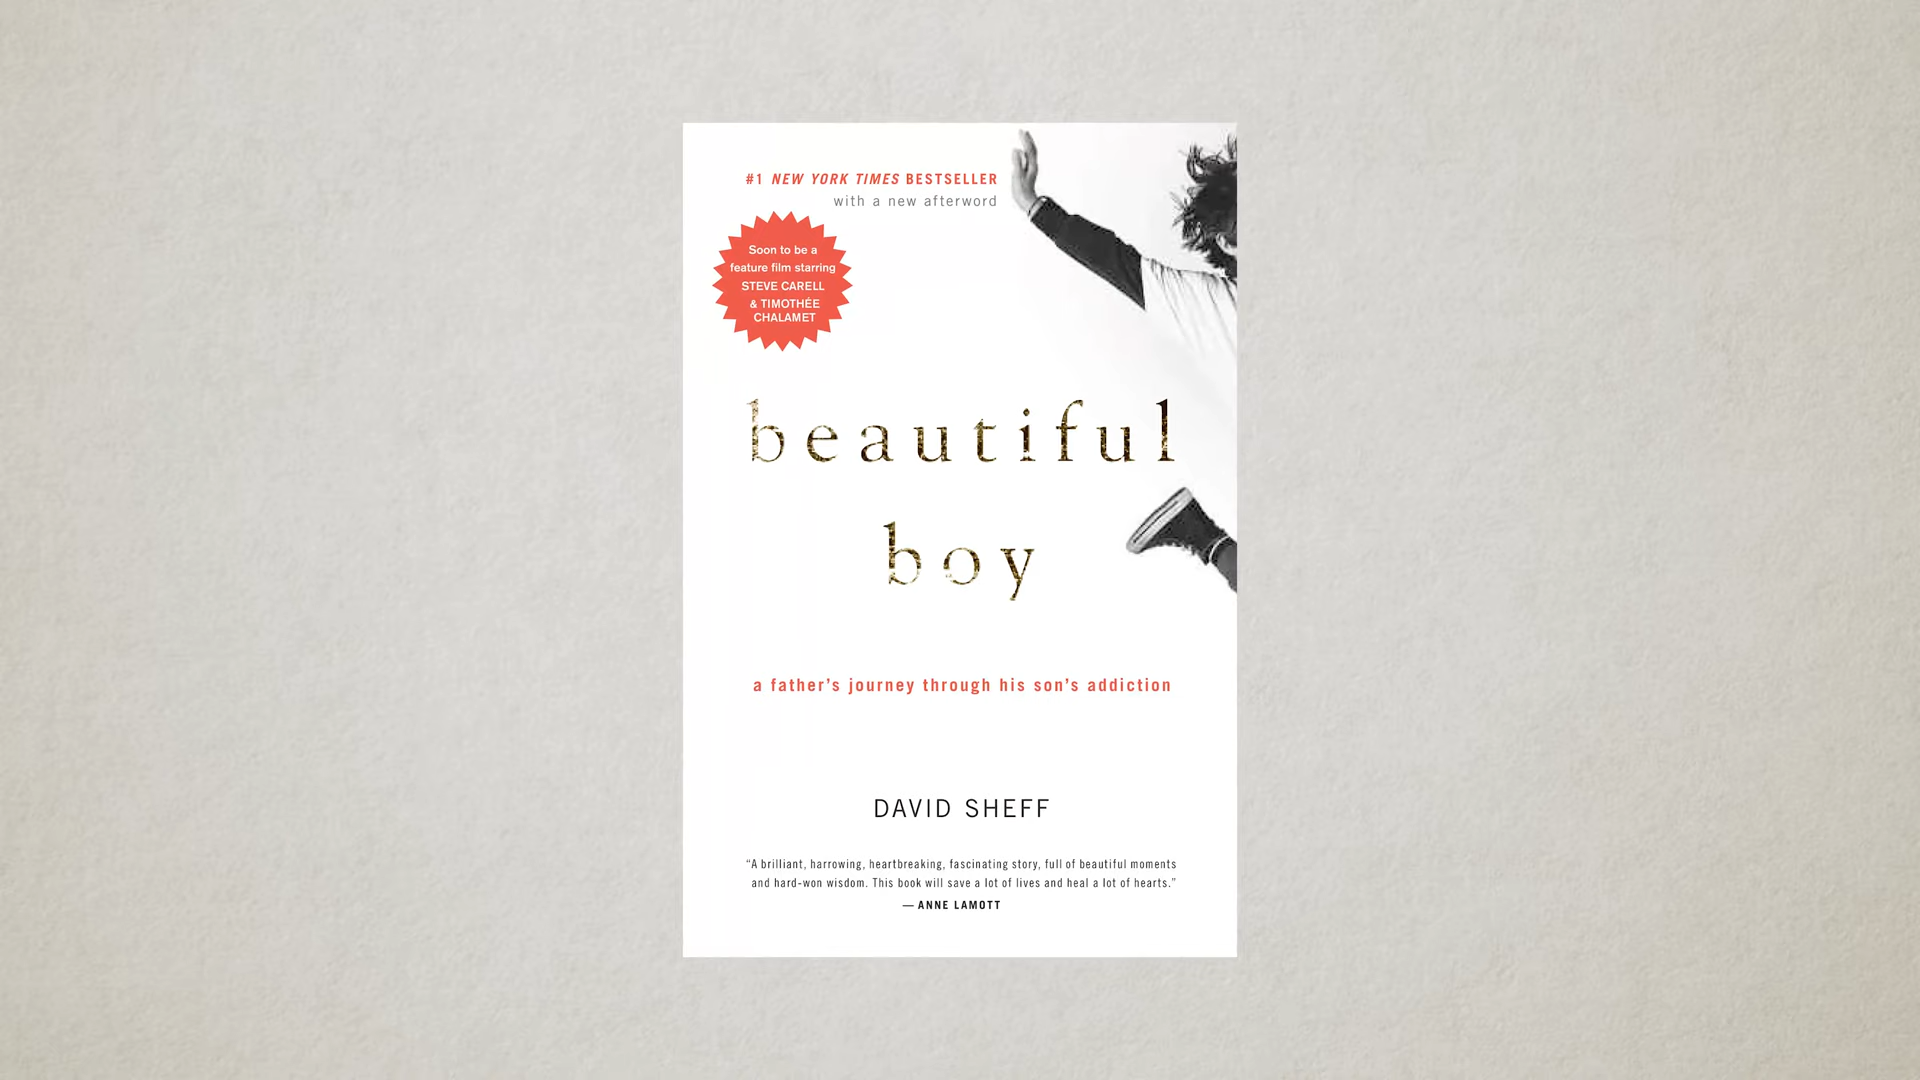 #1 NEW YORK TIMES BESTSELLER
with a new afterword
Soon to be a
feature film starring
STEVE CARELL
& TIMOTHÉE
CHALAMET
beautiful
boy
a father’s journey through his son’s addiction
DAVID SHEFF
“A brilliant, harrowing, heartbreaking, fascinating story, full of beautiful moments
and hard-won wisdom. This book will save a lot of lives and heal a lot of hearts.”
— ANNE LAMOTT